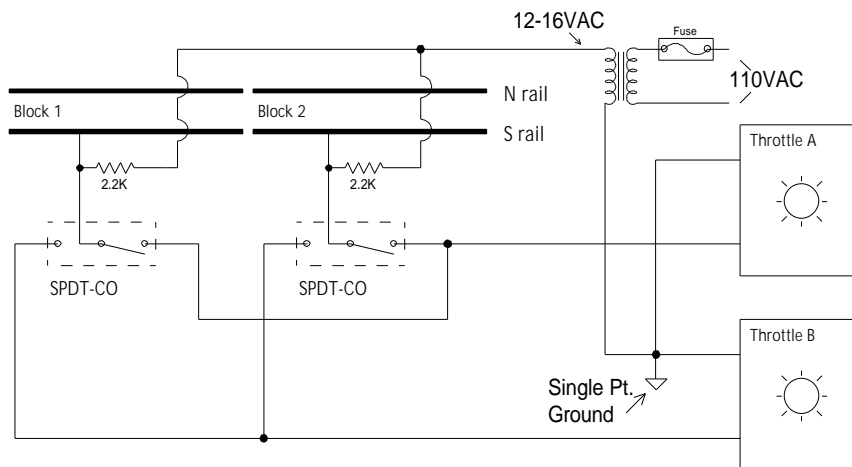 12-16VAC
Fuse
110VAC
N rail
Block 1
Block 2
S rail
Throttle A
2.2K
2.2K
SPDT-CO
SPDT-CO
Throttle B
Single Pt.
Ground